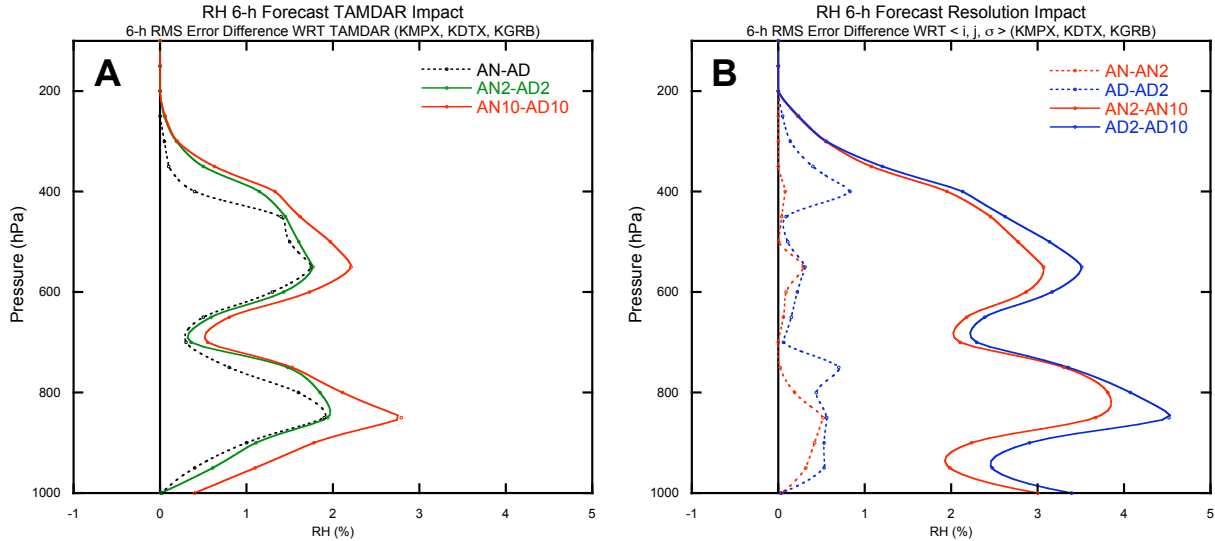 RH 6-h Forecast TAMDAR Impact
6-h RMS Error Difference WRT TAMDAR (KMPX, KDTX, KGRB)
A
AN-AD
AN2-AD2
AN10-AD10
Pressure (hPa)
200
400
600
800
1000
-1 0 1 2 3 4 5
RH (%)
RH 6-h Forecast Resolution Impact
6-h RMS Error Difference WRT < i, j, σ > (KMPX, KDTX, KGRB)
B
AN-AN2
AD-AD2
AN2-AN10
AD2-AD10
Pressure (hPa)
200
400
600
800
1000
-1 0 1 2 3 4 5
RH (%)